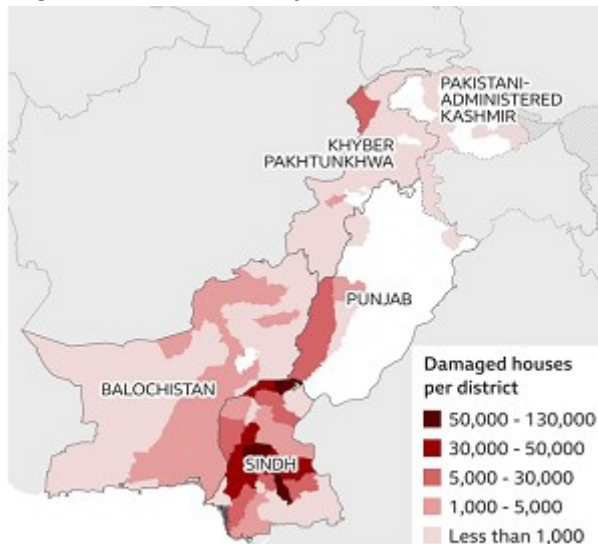 PAKISTANI-
ADMINISTERED
KASHMIR
KHYBER
PAKHTUNKHWA
PUNJAB
BALOCHISTAN
SINDH
Damaged houses
per district
50,000 - 130,000
30,000 - 50,000
5,000 - 30,000
1,000 - 5,000
Less than 1,000